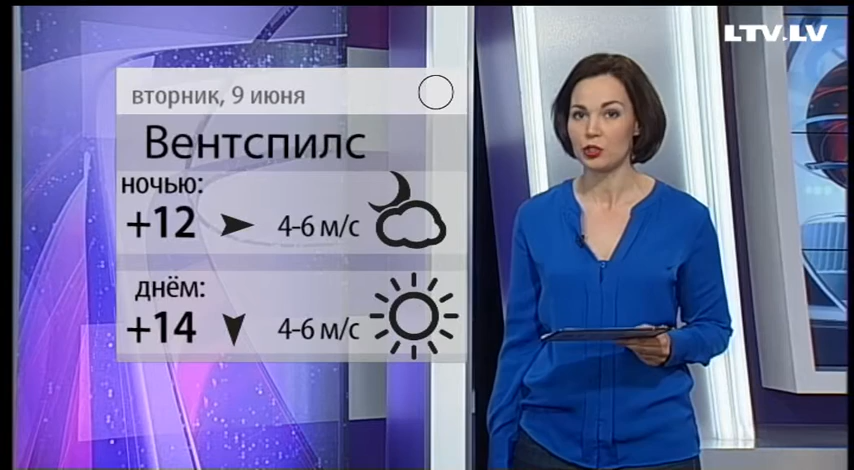 LTV.LV
вторник, 9 июня
Вентспилс
ночью:
+12 4-6 м/с
днём:
+14 4-6 м/с